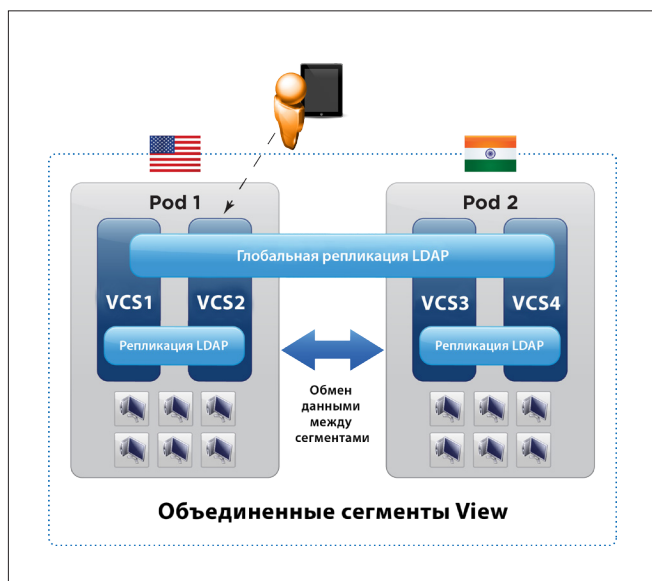 Pod 1
Pod 2
Глобальная репликация LDAP
VCS1
VCS2
VCS3
VCS4
Репликация LDAP
Репликация LDAP
Обмен
данными
между
сегментами
Объединенные сегменты View